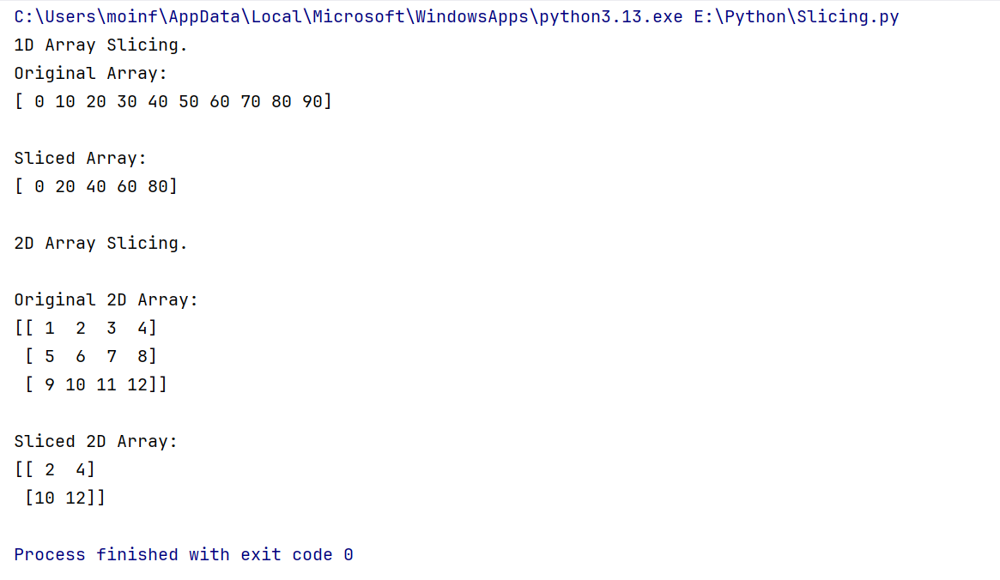 C:\Users\moinf\AppData\Local\Microsoft\WindowsApps\python3.13.exe E:\Python\Slicing.py
1D Array Slicing.
Original Array:
[ 0 10 20 30 40 50 60 70 80 90]
Sliced Array:
[ 0 20 40 60 80]
2D Array Slicing.
Original 2D Array:
[[ 1  2  3  4]
 [ 5  6  7  8]
 [ 9 10 11 12]]
Sliced 2D Array:
[[ 2  4]
 [10 12]]
Process finished with exit code 0